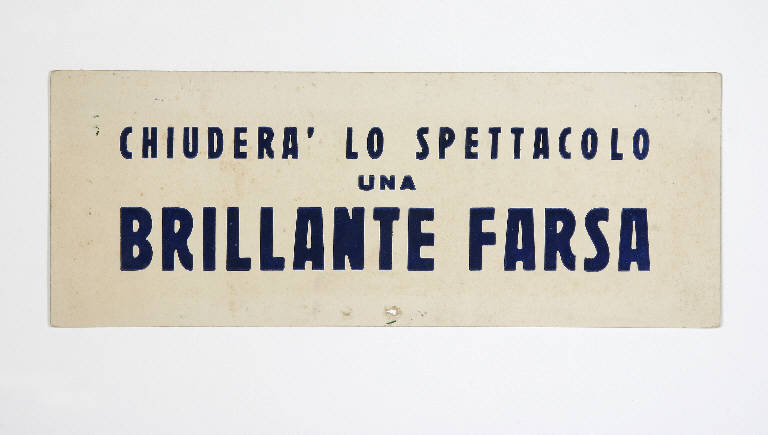 CHIUDERA' LO SPETTACOLO
UNA
BRILLANTE FARSA